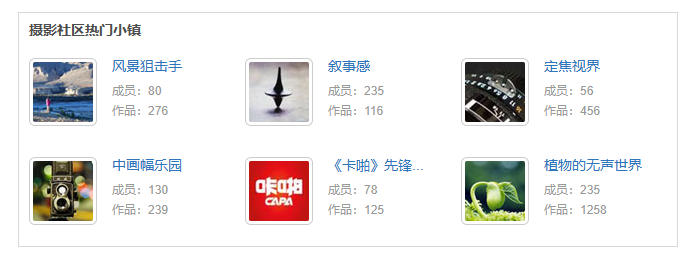 摄影社区热门小镇
风景狙击手
成员：80
作品：276
叙事感
成员：235
作品：116
定焦视界
成员：56
作品：456
中画幅乐园
成员：130
作品：239
咔啪
CAPA
《卡啪》先锋...
成员：78
作品：125
植物的无声世界
成员：235
作品：1258